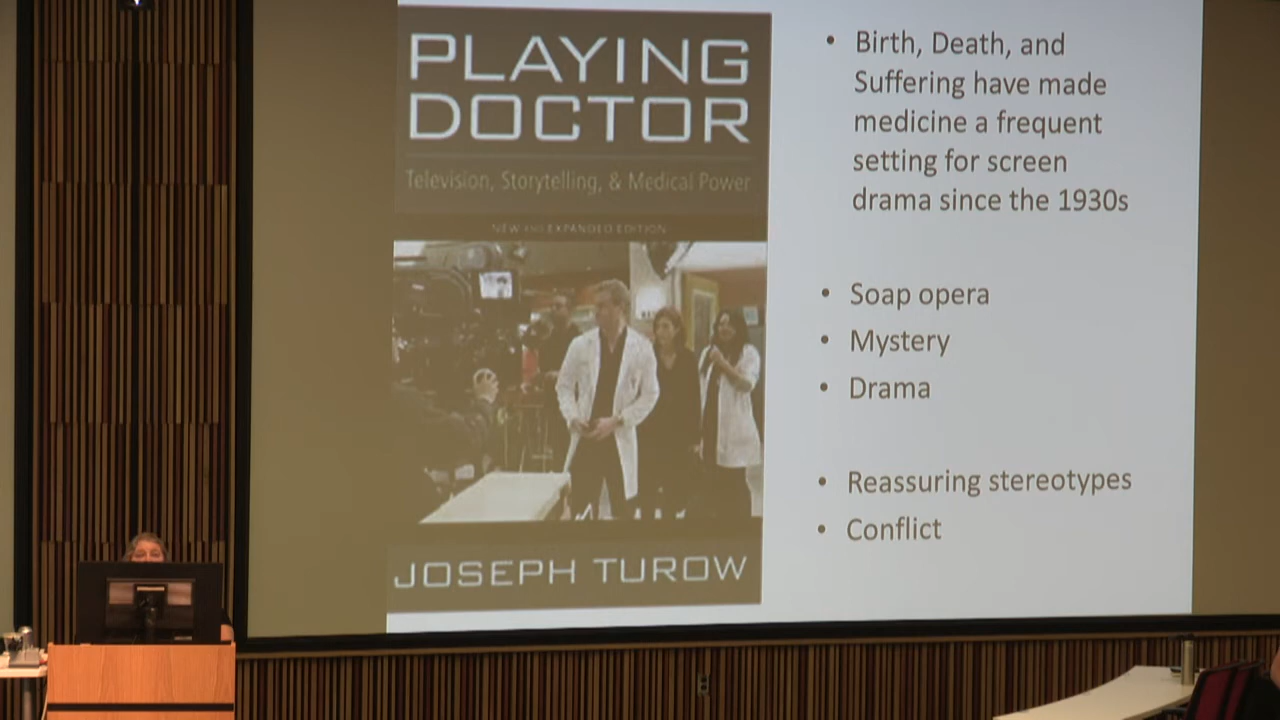 PLAYING
DOCTOR
Television, Storytelling, & Medical Power
NEW AND EXPANDED EDITION
JOSEPH TUROW
• Birth, Death, and
Suffering have made
medicine a frequent
setting for screen
drama since the 1930s
• Soap opera
• Mystery
• Drama
• Reassuring stereotypes
• Conflict